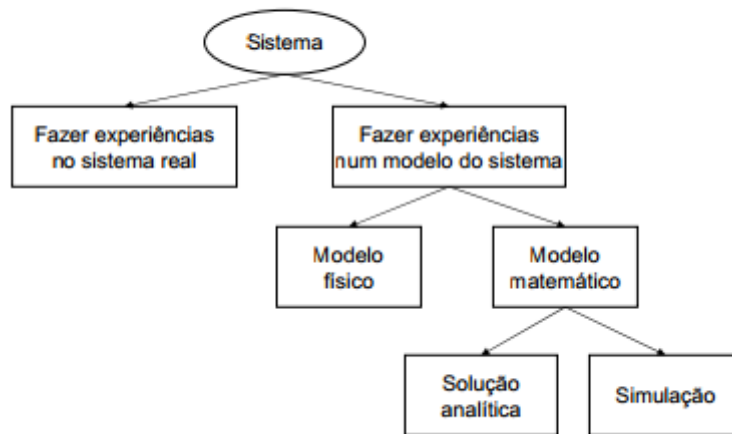 Sistema
Fazer experiências
no sistema real
Fazer experiências
num modelo do sistema
Modelo
físico
Modelo
matemático
Solução
analítica
Simulação